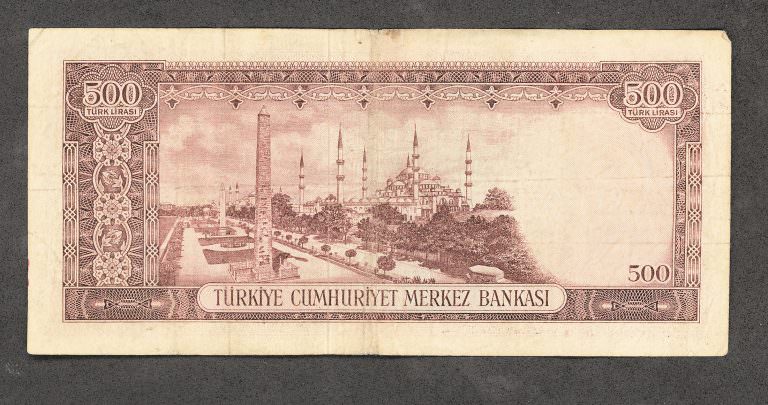 500
TÜRK LİRASI
500
TÜRK LİRASI
500
TÜRKİYE CUMHURİYET MERKEZ BANKASI